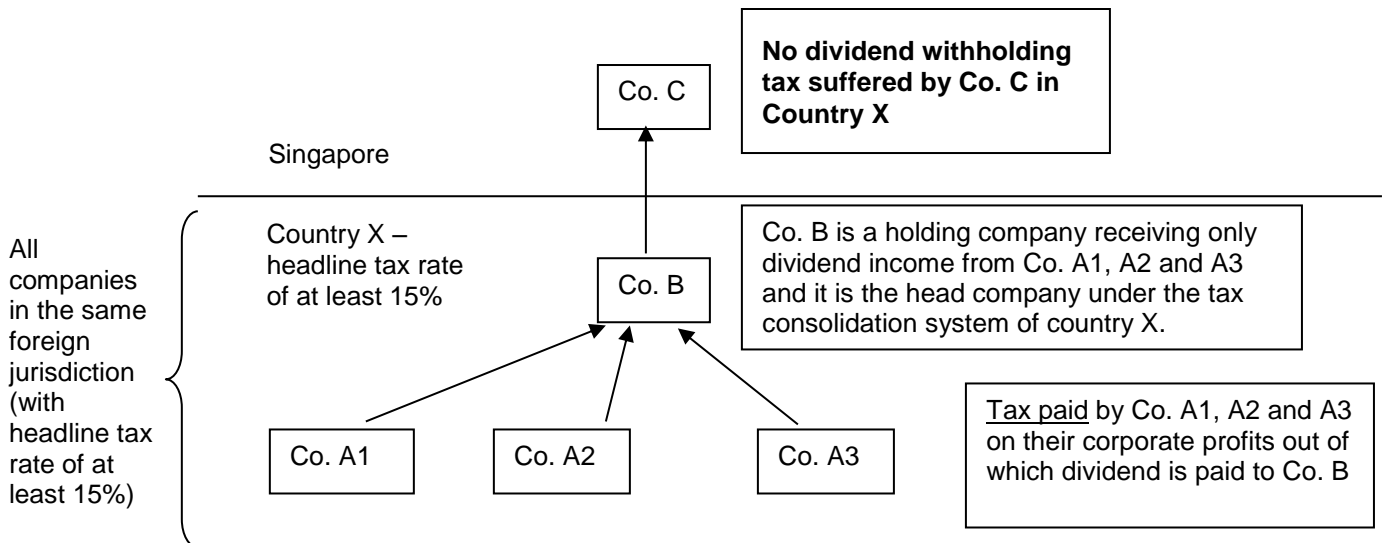 No dividend withholding
tax suffered by Co. C in
Country X
Co. C
Singapore
All
companies
in the same
foreign
jurisdiction
(with
headline tax
rate of at
least 15%)
Country X –
headline tax rate
of at least 15%
Co. B
Co. B is a holding company receiving only
dividend income from Co. A1, A2 and A3
and it is the head company under the tax
consolidation system of country X.
Co. A1
Co. A2
Co. A3
Tax paid by Co. A1, A2 and A3
on their corporate profits out of
which dividend is paid to Co. B